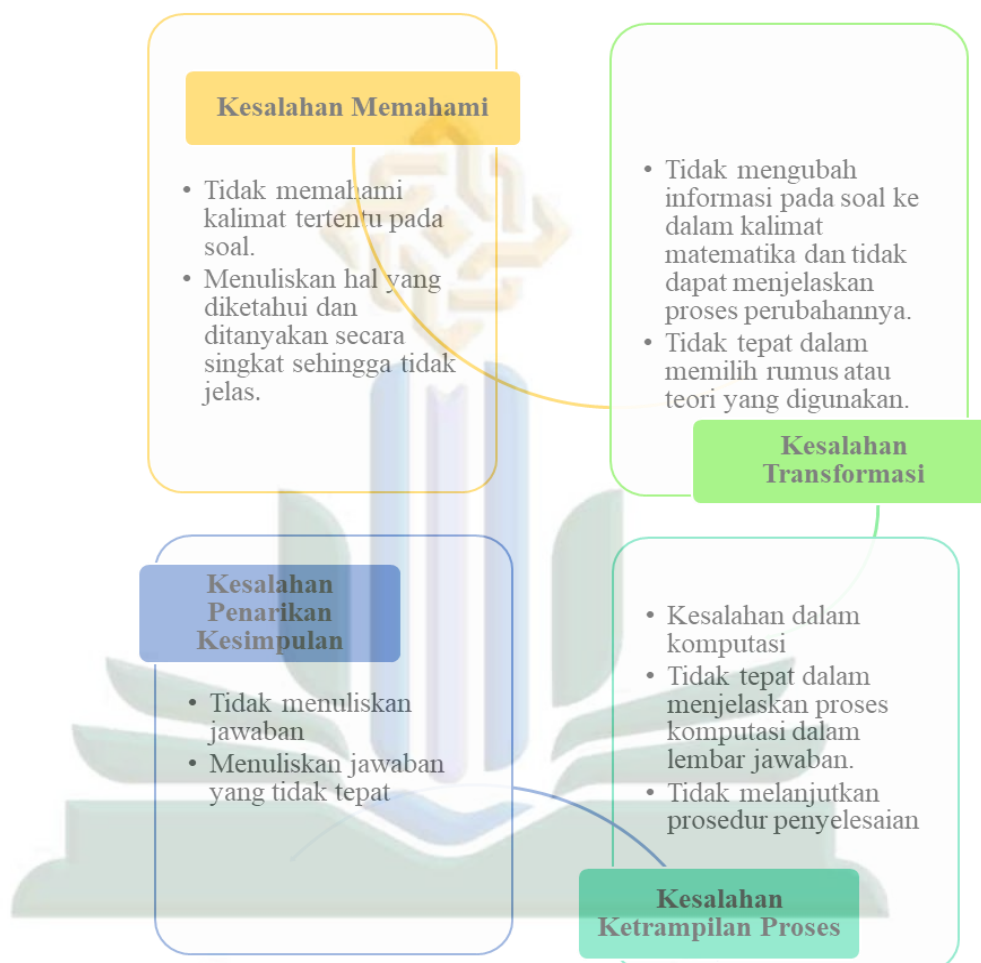 Kesalahan Memahami
• Tidak memahami
kalimat tertentu pada
soal.
• Menuliskan hal yang
diketahui dan
ditanyakan secara
singkat sehingga tidak
jelas.
• Tidak mengubah
informasi pada soal ke
dalam kalimat
matematika dan tidak
dapat menjelaskan
proses perubahannya.
• Tidak tepat dalam
memilih rumus atau
teori yang digunakan.
Kesalahan
Transformasi
• Kesalahan dalam
komputasi
• Tidak tepat dalam
menjelaskan proses
komputasi dalam
lembar jawaban.
• Tidak melanjutkan
prosedur penyelesaian
Kesalahan
Ketrampilan Proses
Kesalahan
Penarikan
Kesimpulan
• Tidak menuliskan
jawaban
• Menuliskan jawaban
yang tidak tepat